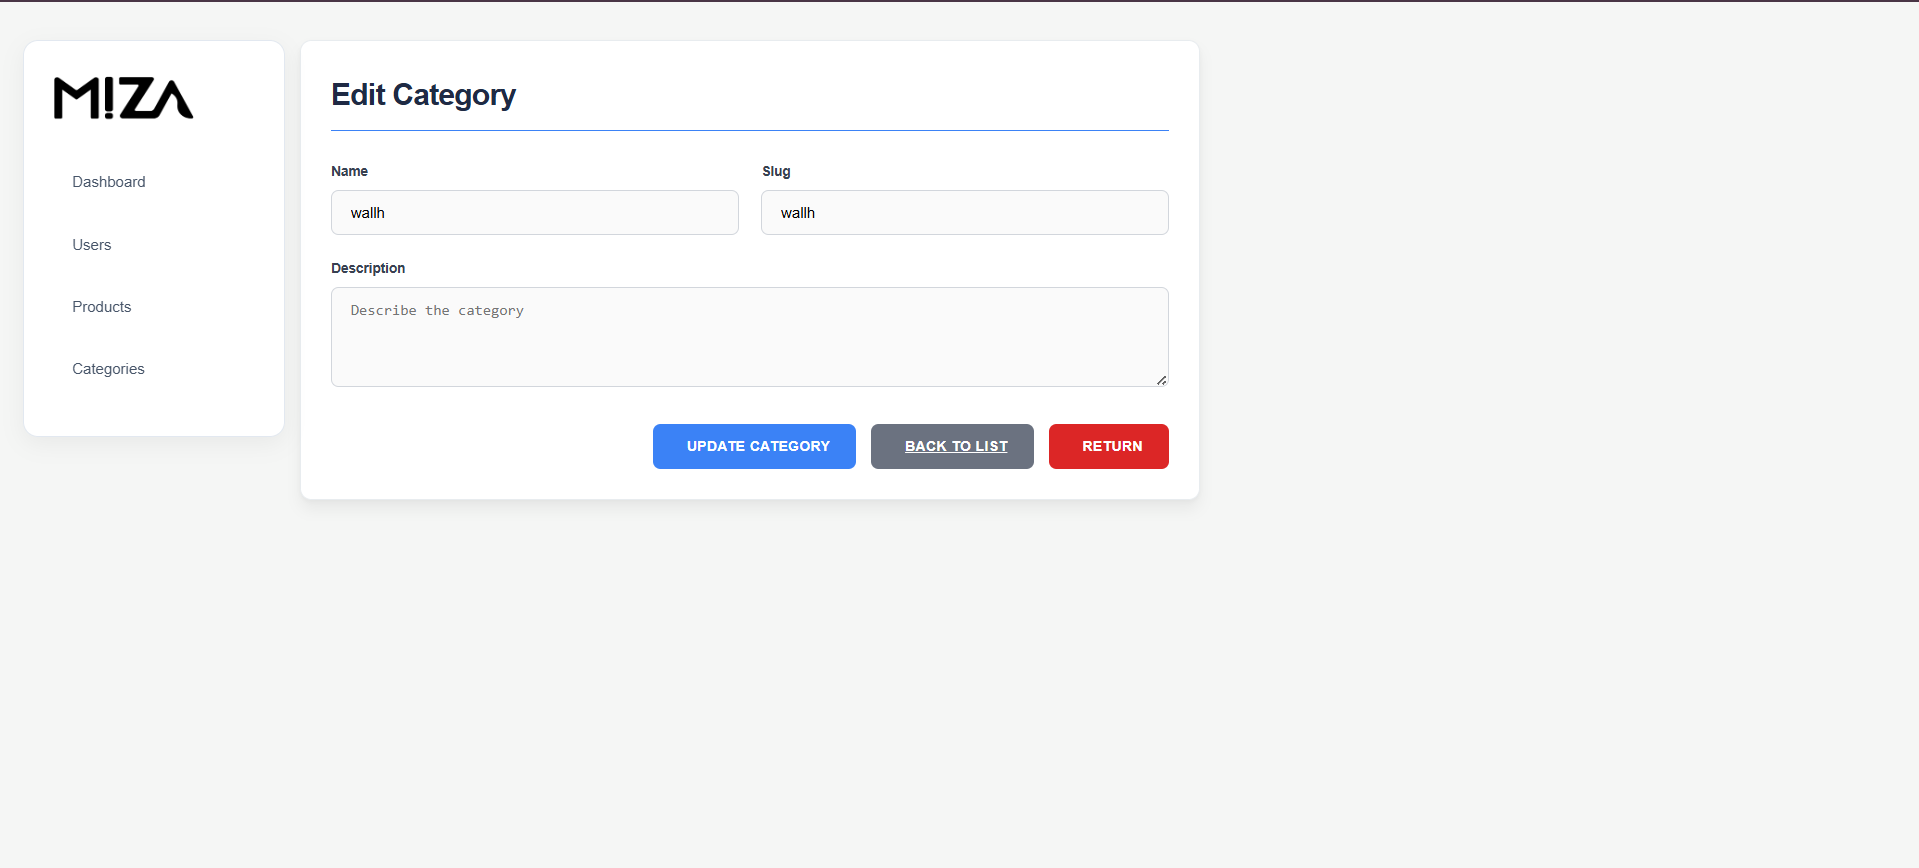 M!ZA
Dashboard
Users
Products
Categories
Edit Category
Name
Slug
wallh
wallh
Description
Describe the category
UPDATE CATEGORY
BACK TO LIST
RETURN